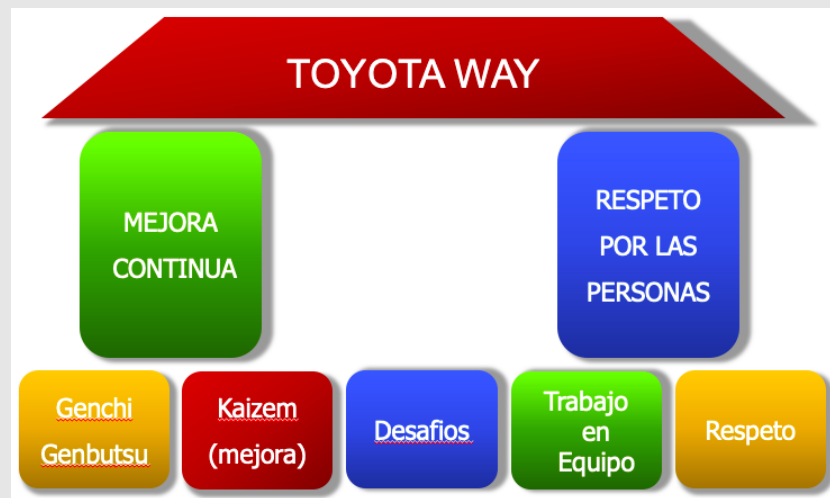 TOYOTA WAY
MEJORA
CONTINUA
RESPETO
POR LAS
PERSONAS
Genchi
Genbutsu
Kaizem
(mejora)
Desafios
Trabajo
en
Equipo
Respeto